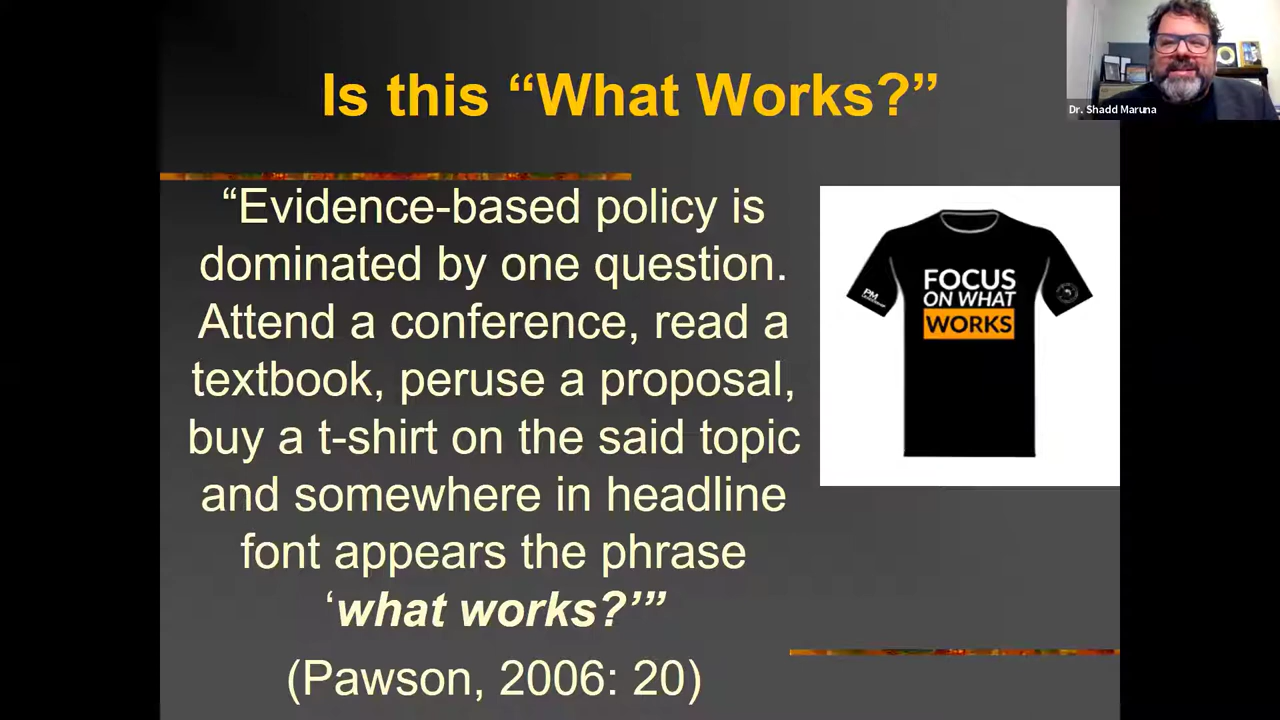 Is this “What Works?”
Dr. Shadd Maruna
“Evidence-based policy is
dominated by one question.
Attend a conference, read a
textbook, peruse a proposal,
buy a t-shirt on the said topic
and somewhere in headline
font appears the phrase
‘what works?’”
(Pawson, 2006: 20)
FOCUS
ON WHAT
WORKS
PM